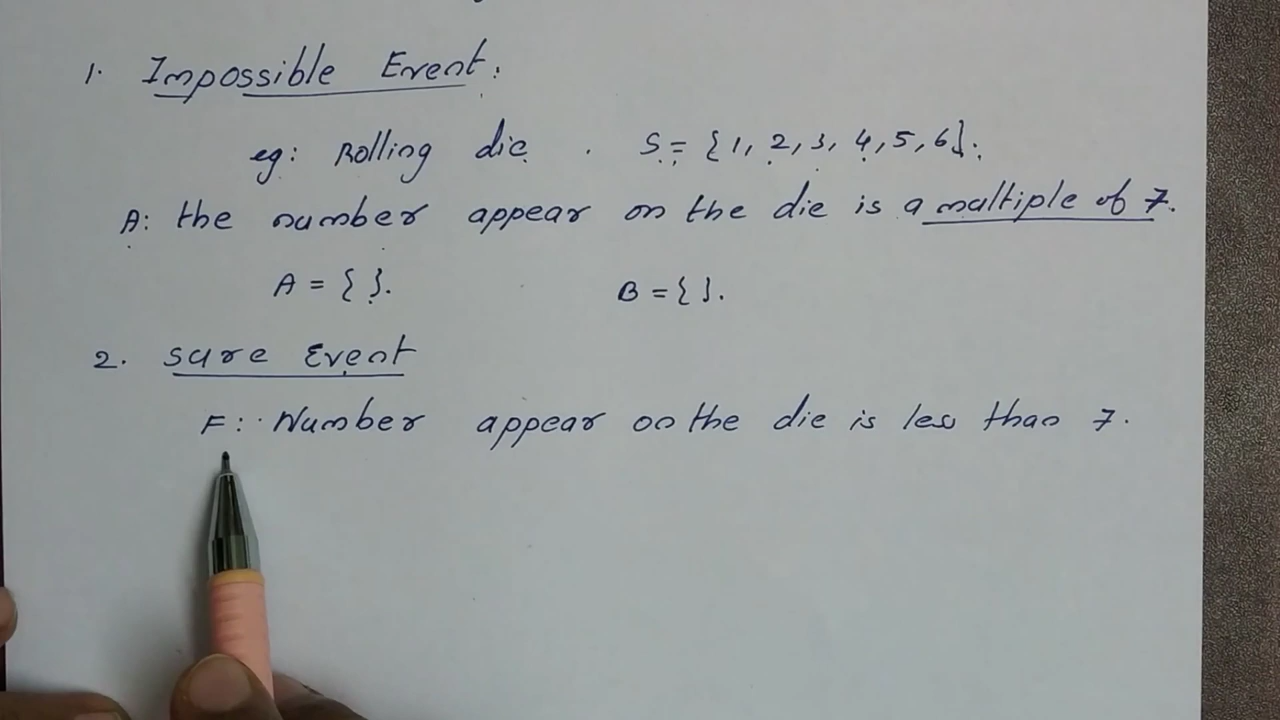 1. Impossible Event:
eg: Rolling die. S = {1, 2, 3, 4, 5, 6}.
A: the number appear on the die is a multiple of 7.
A = { }. B = { }.
2. Sure Event
F: Number appear on the die is less than 7.